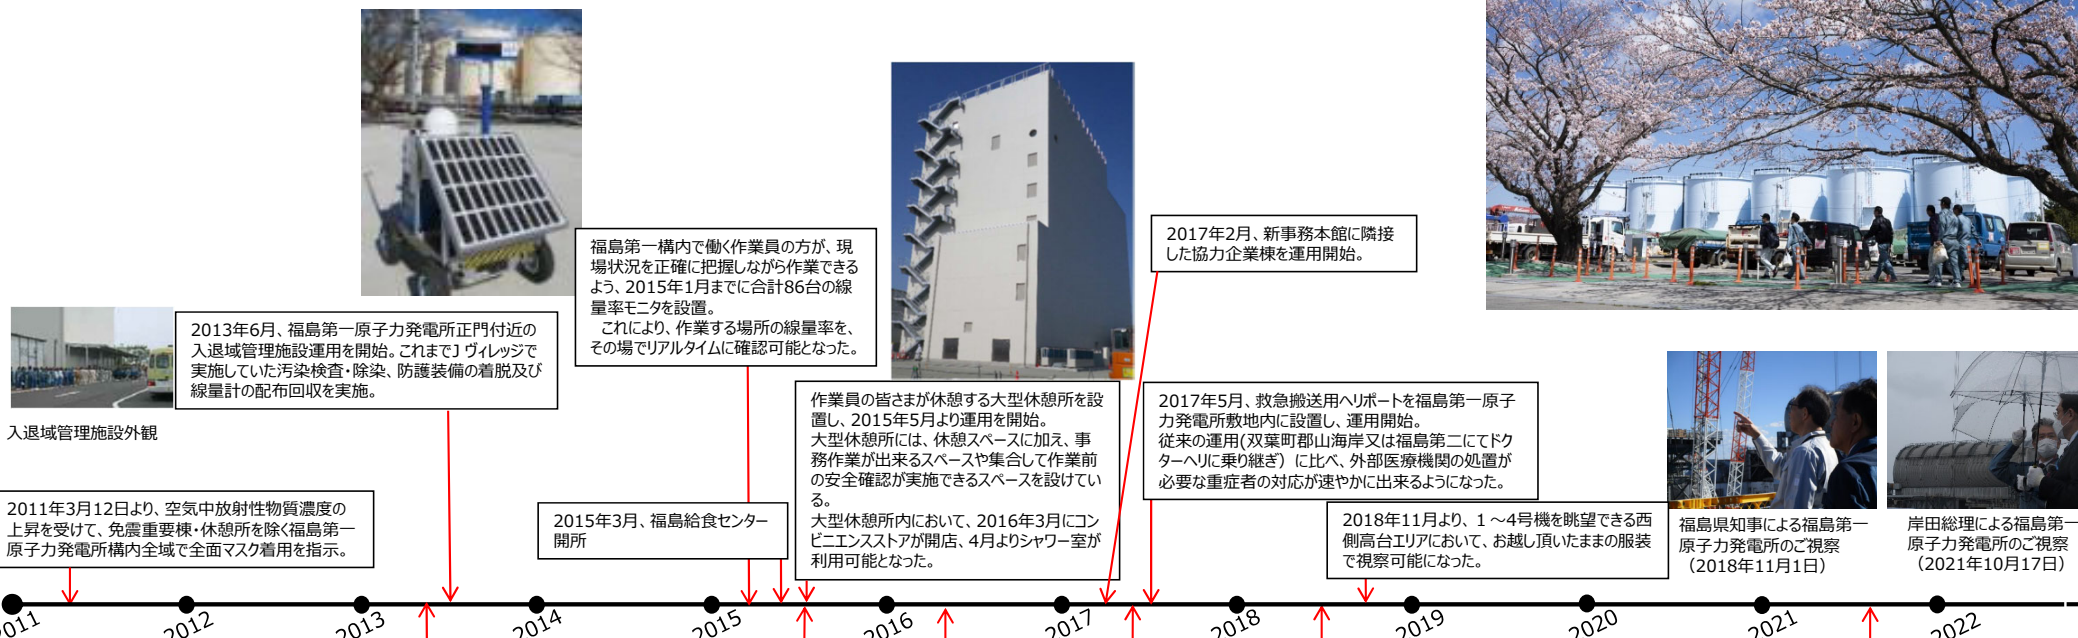 入退域管理施設外観
2011年3月12日より、空気中放射性物質濃度の
上昇を受けて、免震重要棟・休憩所を除く福島第一
原子力発電所構内全域で全面マスク着用を指示。
2013年6月、福島第一原子力発電所正門付近の
入退域管理施設運用を開始。これまでJ ヴィレッジで
実施していた汚染検査・除染、防護装備の着脱及び
線量計の配布回収を実施。
福島第一構内で働く作業員の方が、現
場状況を正確に把握しながら作業できる
よう、2015年1月までに合計86台の線
量率モニタを設置。
これにより、作業する場所の線量率を、
その場でリアルタイムに確認可能となった。
2015年3月、福島給食センター
開所
作業員の皆さまが休憩する大型休憩所を設
置し、2015年5月より運用を開始。
大型休憩所には、休憩スペースに加え、事
務作業が出来るスペースや集合して作業前
の安全確認が実施できるスペースを設けてい
る。
大型休憩所内において、2016年3月にコン
ビニエンスストアが開店、4月よりシャワー室が
利用可能となった。
2017年2月、新事務本館に隣接
した協力企業棟を運用開始。
2017年5月、救急搬送用ヘリポートを福島第一原子
力発電所敷地内に設置し、運用開始。
従来の運用(双葉町郡山海岸又は福島第二にてドク
ターヘリに乗り継ぎ）に比べ、外部医療機関の処置が
必要な重症者の対応が速やかに出来るようになった。
2018年11月より、１～4号機を眺望できる西
側高台エリアにおいて、お越し頂いたままの服装
で視察可能になった。
福島県知事による福島第一
原子力発電所のご視察
（2018年11月1日）
岸田総理による福島第一
原子力発電所のご視察
（2021年10月17日）
2011
2012
2013
2014
2015
2016
2017
2018
2019
2020
2021
2022